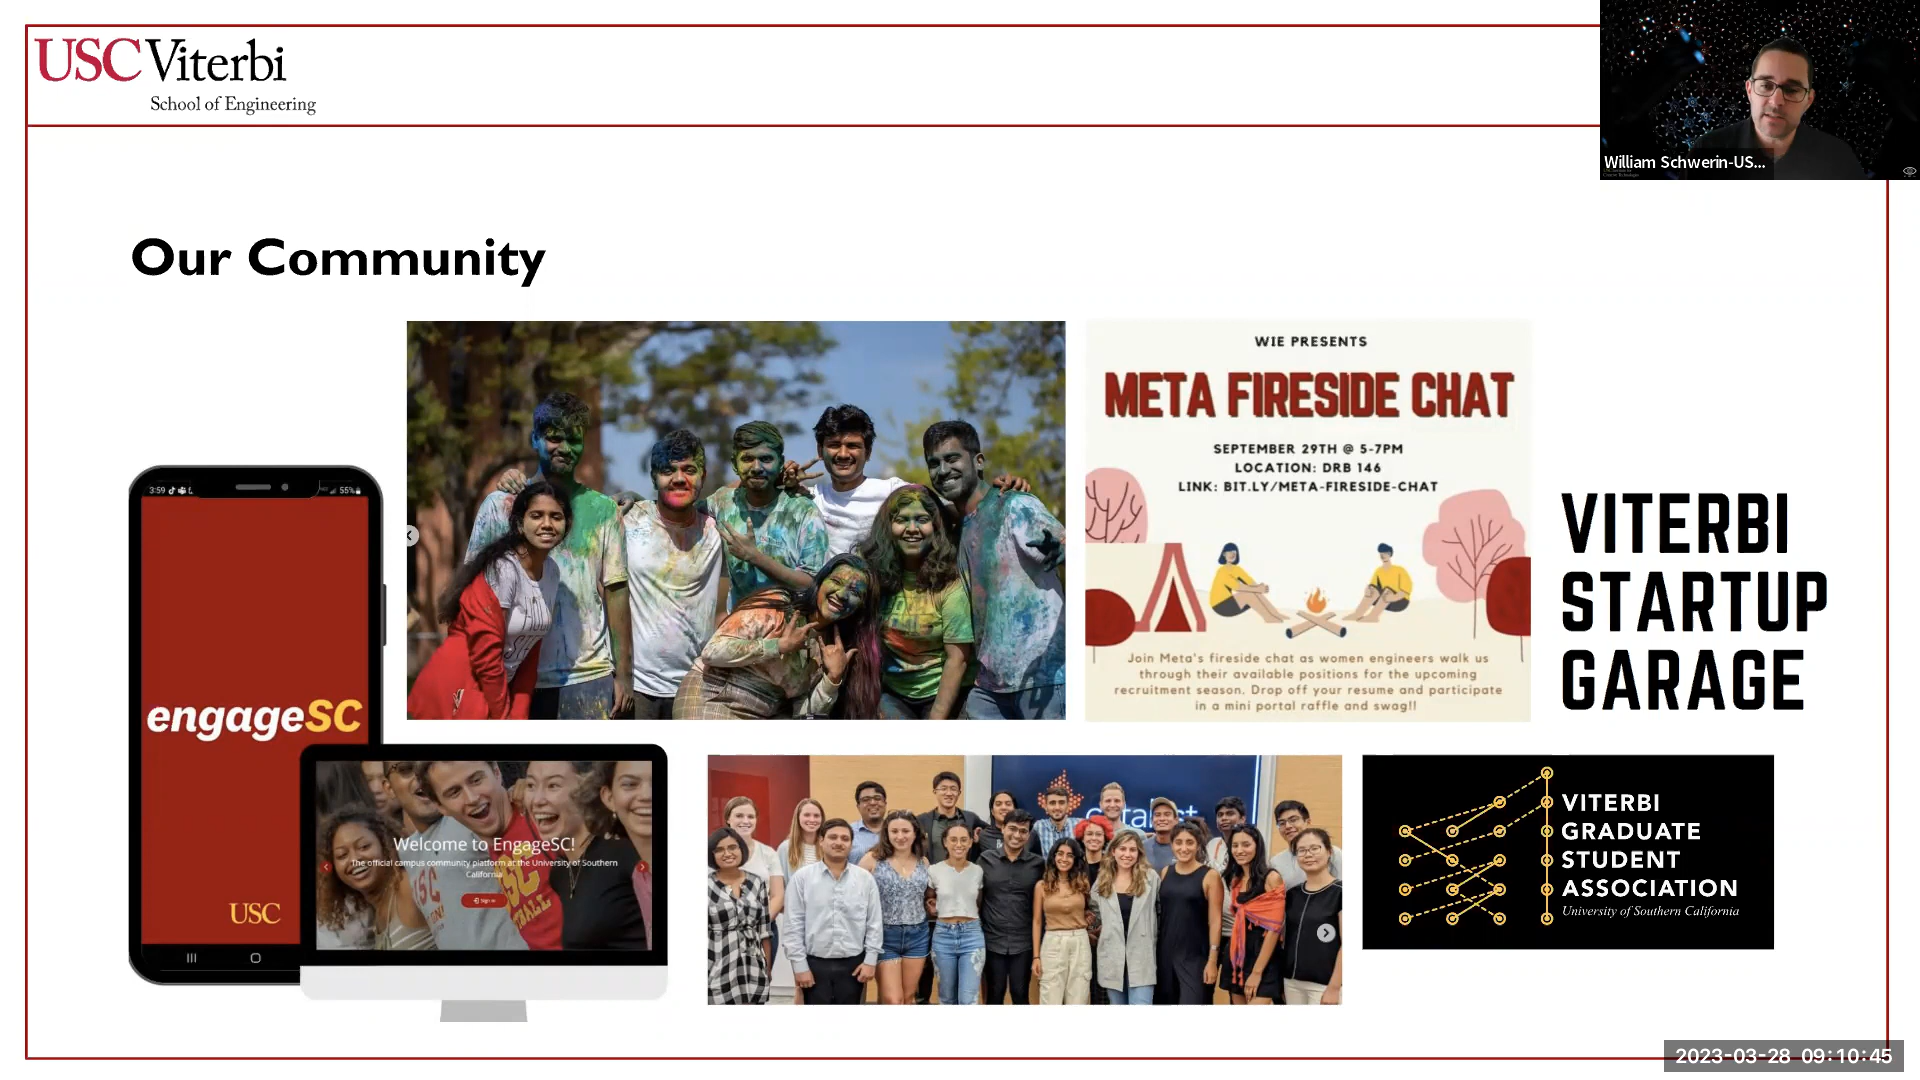 USC Viterbi
School of Engineering
William Schwerin-US...
Our Community
WIE PRESENTS
META FIRESIDE CHAT
SEPTEMBER 29TH @ 5-7PM
LOCATION: DRB 146
LINK: BIT.LY/META-FIRESIDE-CHAT
Join Meta's fireside chat as women engineers walk us
through their available positions for the upcoming
recruitment season. Drop off your resume and participate
in a mini portal raffle and swag!!
VITERBI
STARTUP
GARAGE
3:59
55%
engageSC
USC
Welcome to EngageSC!
The official campus community platform at the University of Southern
California
Sign In
VITERBI
GRADUATE
STUDENT
ASSOCIATION
University of Southern California
2023-03-28 09:10:45